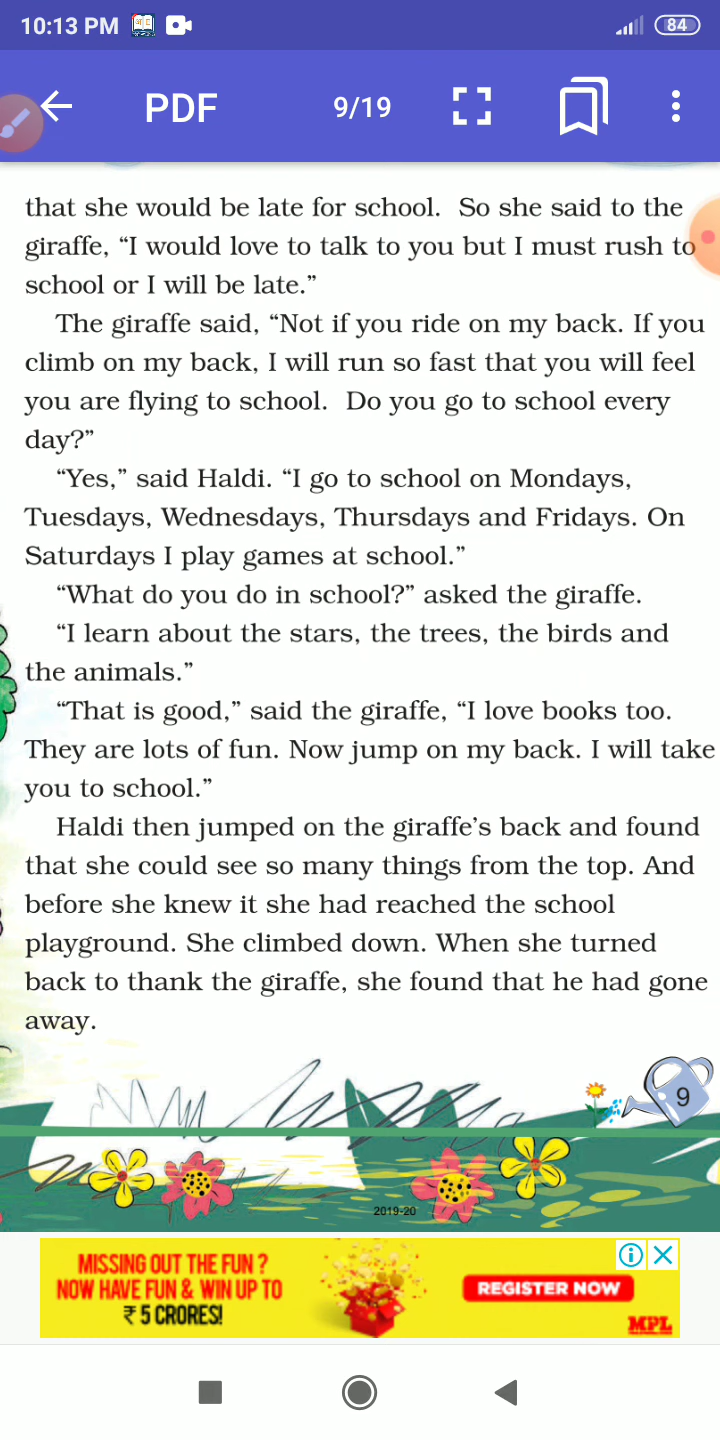 10:13 PM
84
PDF
9/19
that she would be late for school. So she said to the
giraffe, “I would love to talk to you but I must rush to
school or I will be late.”
The giraffe said, “Not if you ride on my back. If you
climb on my back, I will run so fast that you will feel
you are flying to school. Do you go to school every
day?”
“Yes,” said Haldi. “I go to school on Mondays,
Tuesdays, Wednesdays, Thursdays and Fridays. On
Saturdays I play games at school.”
“What do you do in school?” asked the giraffe.
“I learn about the stars, the trees, the birds and
the animals.”
“That is good,” said the giraffe, “I love books too.
They are lots of fun. Now jump on my back. I will take
you to school.”
Haldi then jumped on the giraffe’s back and found
that she could see so many things from the top. And
before she knew it she had reached the school
playground. She climbed down. When she turned
back to thank the giraffe, she found that he had gone
away.
9
2019-20
MISSING OUT THE FUN ?
NOW HAVE FUN & WIN UP TO
₹ 5 CRORES!
REGISTER NOW
MPL